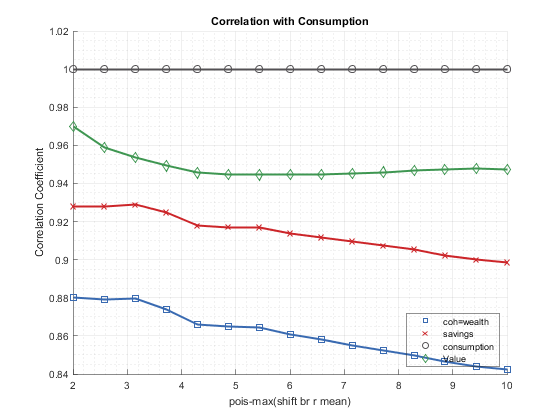 Correlation with Consumption
1.02
1
0.98
0.96
0.94
0.92
0.9
0.88
0.86
0.84
Correlation Coefficient
2 3 4 5 6 7 8 9 10
pois-max(shift br r mean)
coh=wealth
savings
consumption
Value